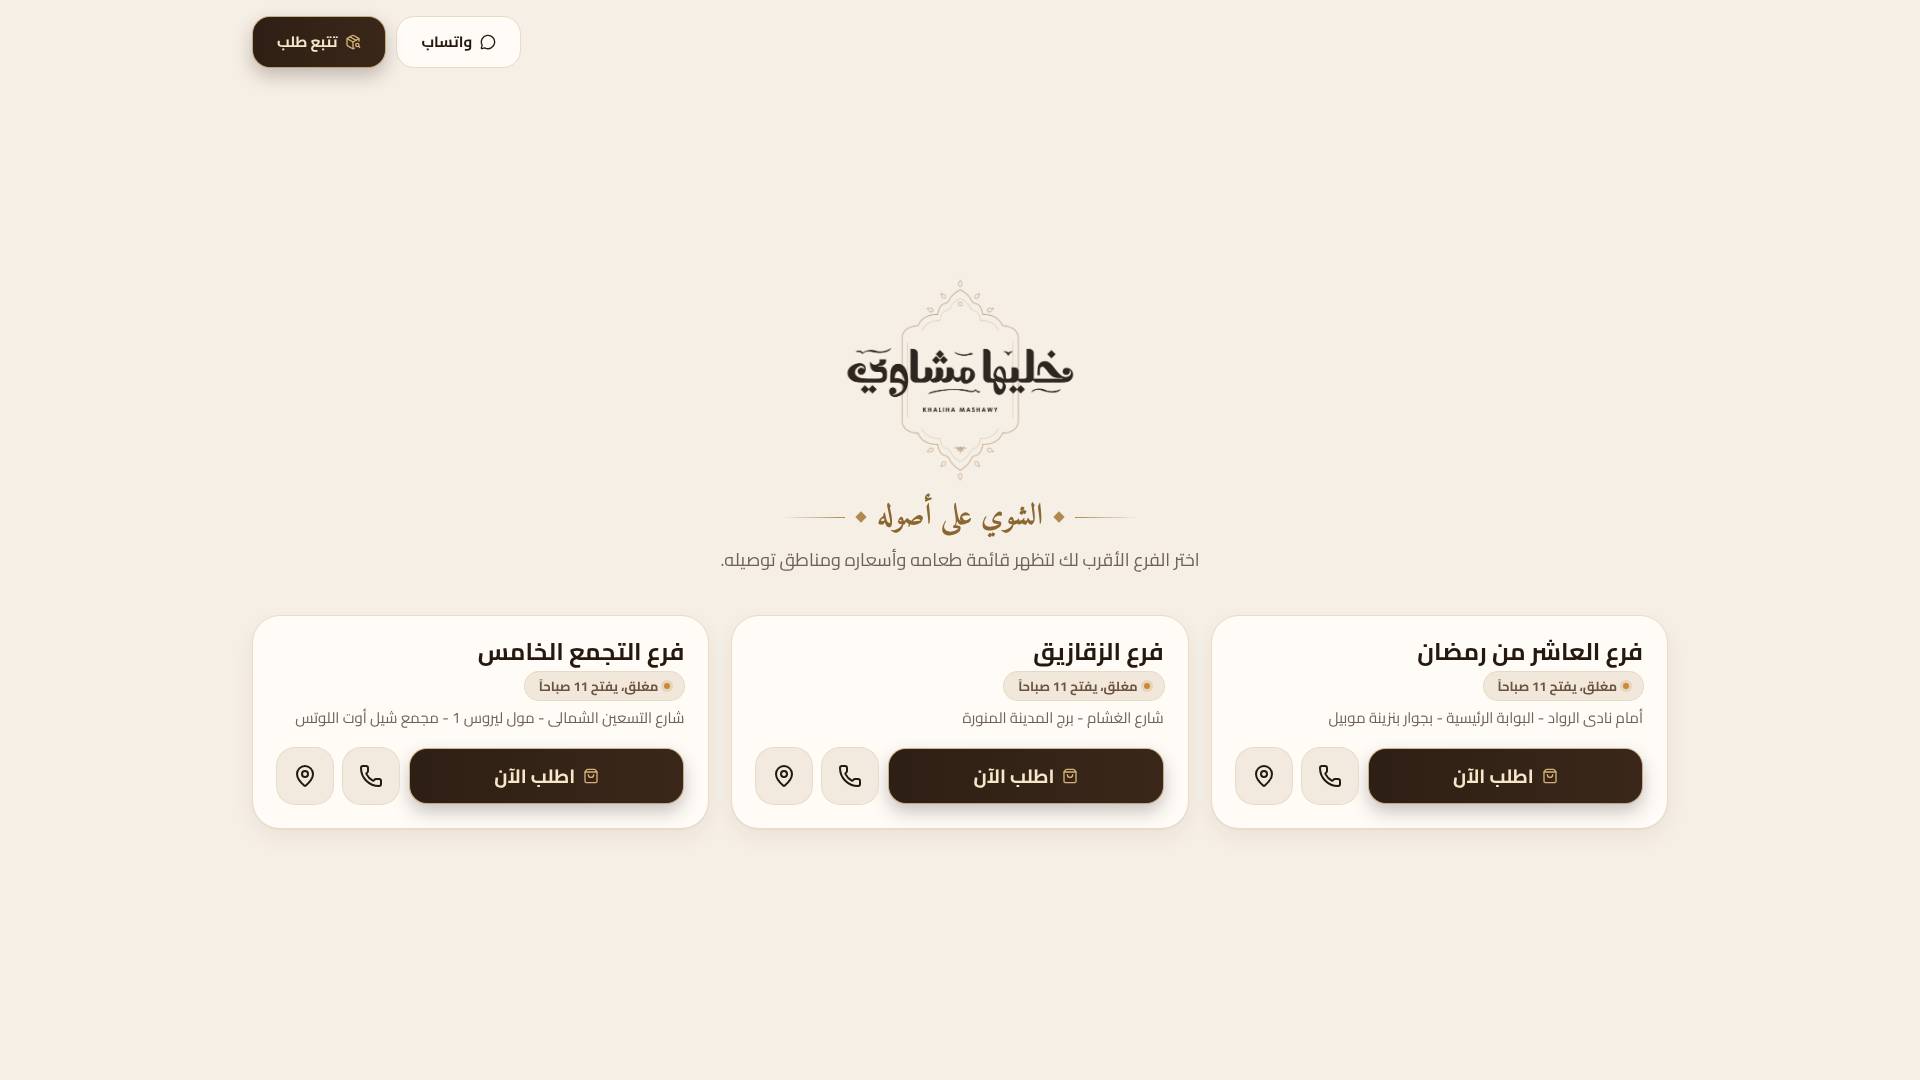 واتساب
تتبع طلب
خليها مشاوي
KHALIHA MASHAWY
الشوي على أصوله
اختر الفرع الأقرب لك لتظهر قائمة طعامه وأسعاره ومناطق توصيله.
فرع العاشر من رمضان
مغلق، يفتح 11 صباحاً
أمام نادى الرواد - البوابة الرئيسية - بجوار بنزينة موبيل
اطلب الآن
فرع الزقازيق
مغلق، يفتح 11 صباحاً
شارع الغشام - برج المدينة المنورة
اطلب الآن
فرع التجمع الخامس
مغلق، يفتح 11 صباحاً
شارع التسعين الشمالى - مول ليروس 1 - مجمع شيل أوت اللوتس
اطلب الآن